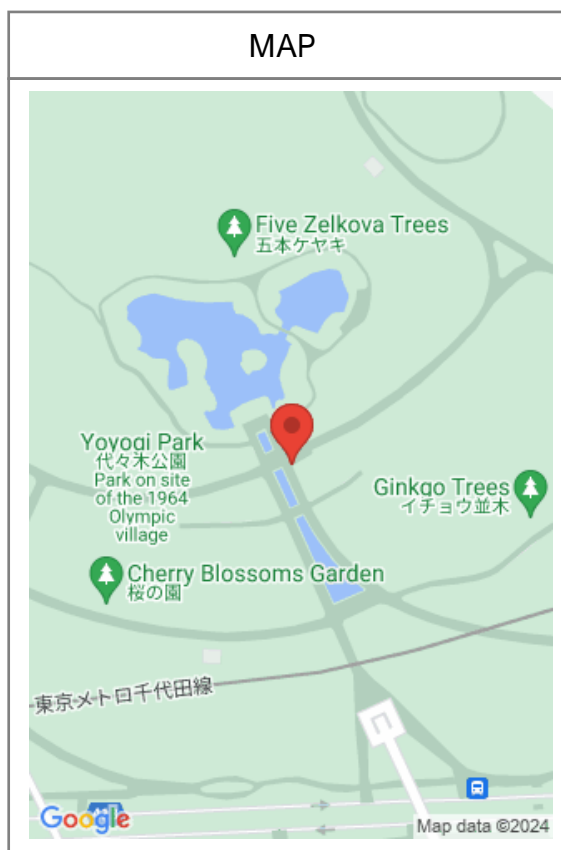 MAP
Five Zelkova Trees
五本ケヤキ
Yoyogi Park
代々木公園
Park on site
of the 1964
Olympic
village
Ginkgo Trees
イチョウ並木
Cherry Blossoms Garden
桜の園
東京メトロ千代田線
Google
Map data ©2024